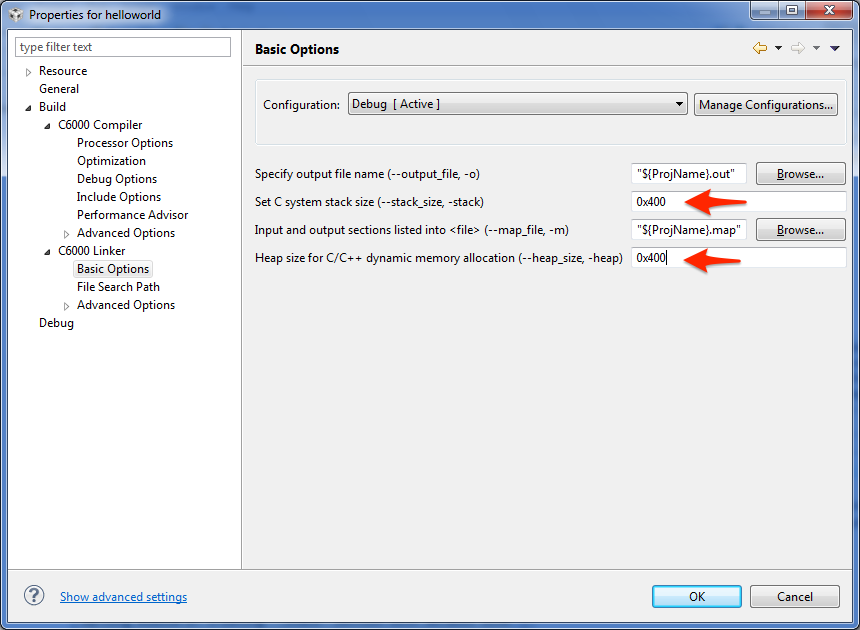 Properties for helloworld
type filter text
Resource
General
Build
C6000 Compiler
Processor Options
Optimization
Debug Options
Include Options
Performance Advisor
Advanced Options
C6000 Linker
Basic Options
File Search Path
Advanced Options
Debug
Basic Options
Configuration: Debug [ Active ] Manage Configurations...
Specify output file name (--output_file, -o) "${ProjName}.out" Browse...
Set C system stack size (--stack_size, -stack) 0x400
Input and output sections listed into <file> (--map_file, -m) "${ProjName}.map" Browse...
Heap size for C/C++ dynamic memory allocation (--heap_size, -heap) 0x400
? Show advanced settings OK Cancel